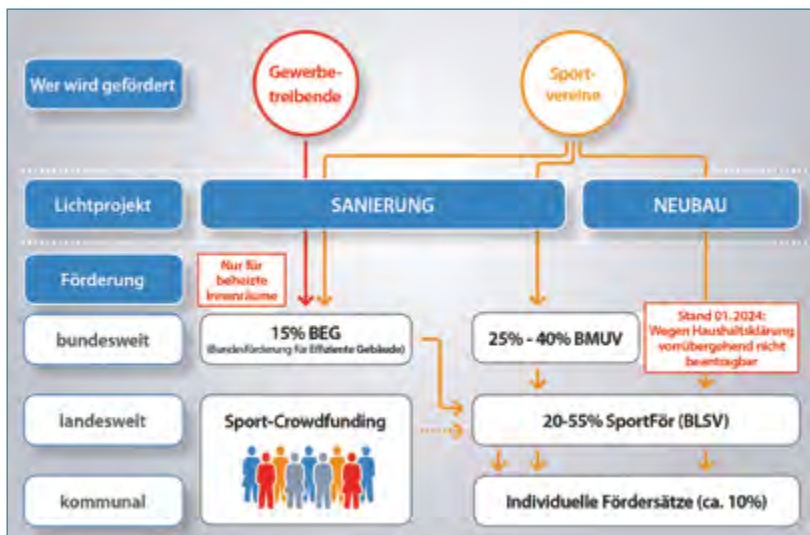 Wer wird gefördert
Gewerbe-
treibende
Sport-
vereine
Lichtprojekt
SANIERUNG
NEUBAU
Förderung
Nur für
beheizte
Innenräume
bundesweit
15% BEG
(Bundesförderung für Effiziente Gebäude)
25% - 40% BMUV
Stand 01.2024:
Wegen Haushaltsklärung
vorrübergehend nicht
beantragbar
landesweit
Sport-Crowdfunding
20-55% SportFör (BLSV)
kommunal
Individuelle Fördersätze (ca. 10%)